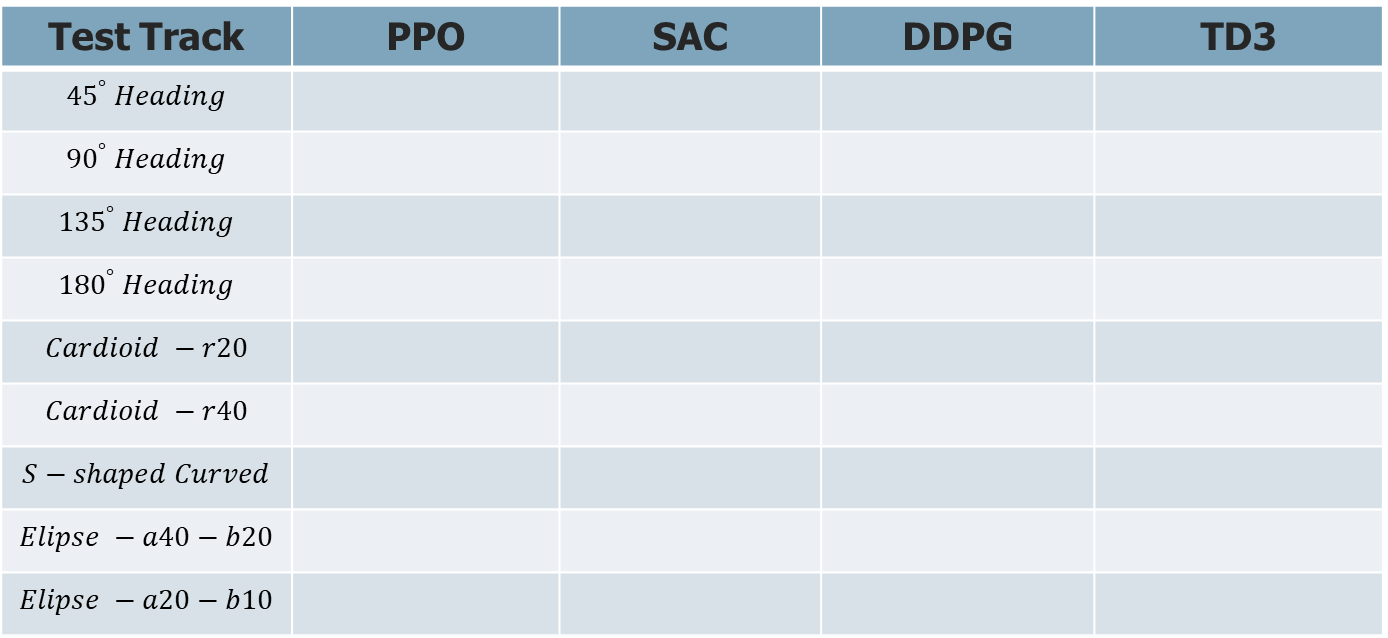 Test Track PPO SAC DDPG TD3
45° Heading
90° Heading
135° Heading
180° Heading
Cardioid – r20
Cardioid – r40
S – shaped Curved
Elipse – a40 – b20
Elipse – a20 – b10